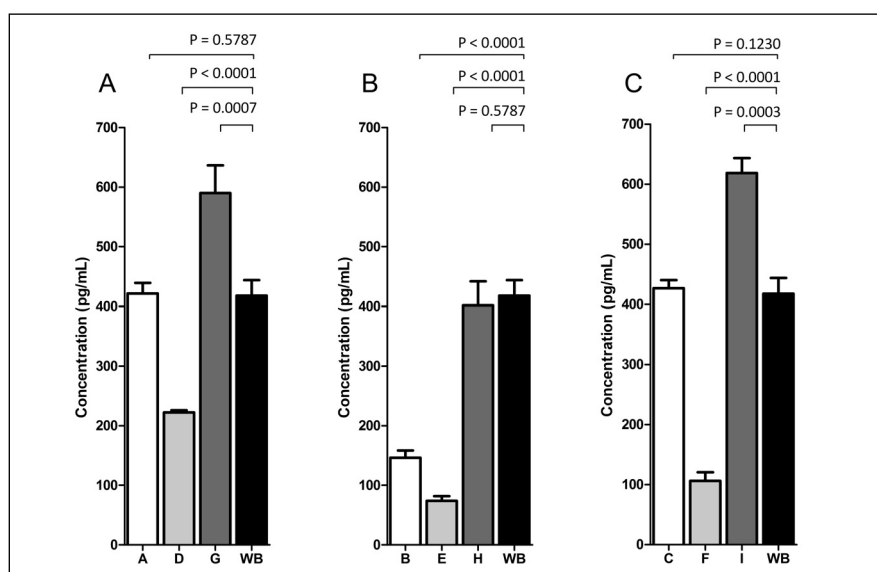 P = 0.5787
P < 0.0001
P = 0.0007
A
Concentration (pg/mL)
700
600
500
400
300
200
100
0
A D G WB
P < 0.0001
P < 0.0001
P = 0.5787
B
Concentration (pg/mL)
700
600
500
400
300
200
100
0
B E H WB
P = 0.1230
P < 0.0001
P = 0.0003
C
Concentration (pg/mL)
700
600
500
400
300
200
100
0
C F I WB